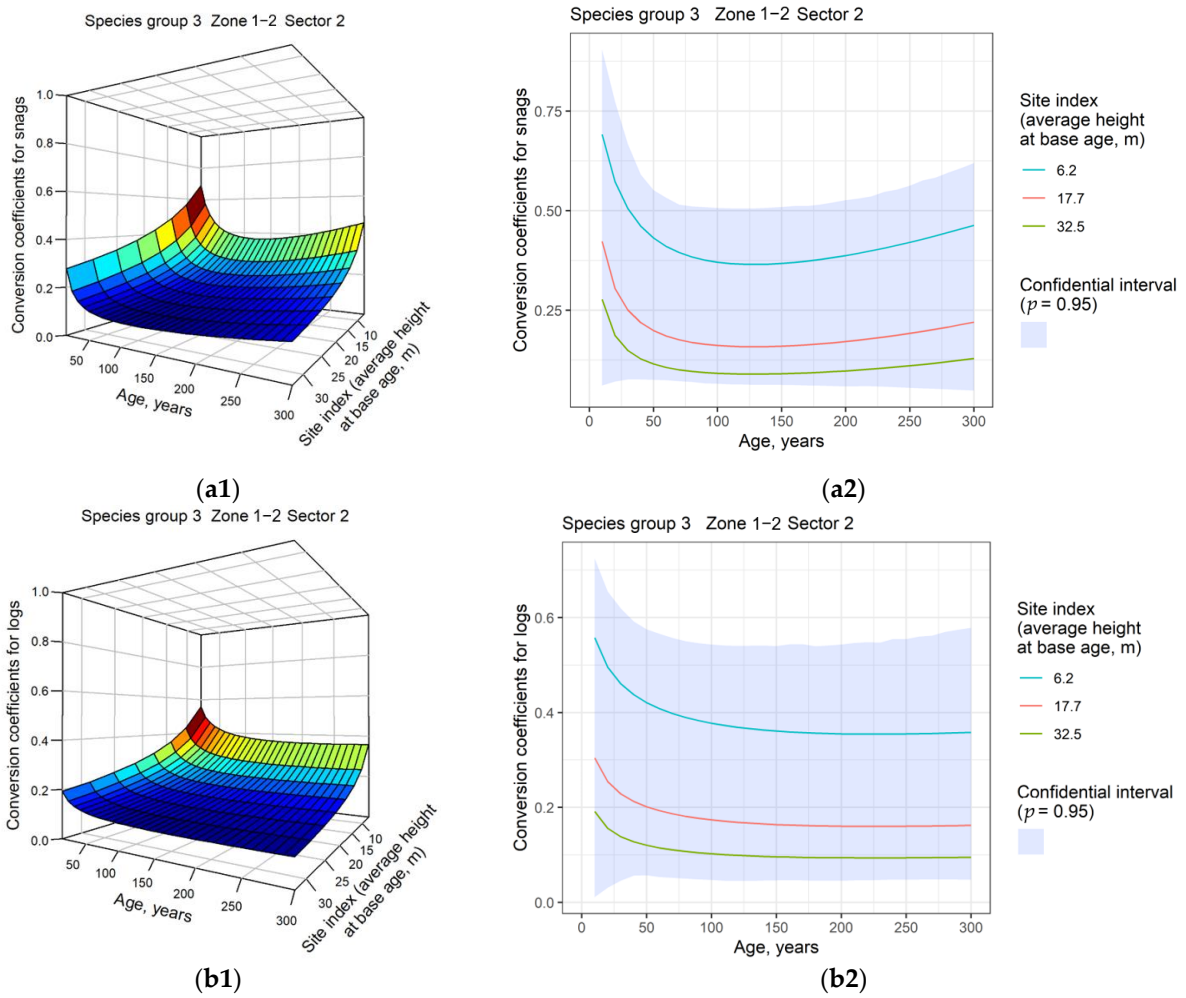 Species group 3 Zone 1−2 Sector 2
Conversion coefficients for snags
1.0
0.8
0.6
0.4
0.2
0.0
50
100
150
200
250
300
Age, years
10
15
20
25
30
Site index (average height
at base age, m)
(a1)
Species group 3 Zone 1−2 Sector 2
Conversion coefficients for snags
0.75
0.50
0.25
0
50
100
150
200
250
300
Age, years
Site index
(average height
at base age, m)
6.2
17.7
32.5
Confidential interval
(p = 0.95)
(a2)
Species group 3 Zone 1−2 Sector 2
Conversion coefficients for logs
1.0
0.8
0.6
0.4
0.2
0.0
50
100
150
200
250
300
Age, years
10
15
20
25
30
Site index (average height
at base age, m)
(b1)
Species group 3 Zone 1−2 Sector 2
Conversion coefficients for logs
0.6
0.4
0.2
0.0
0
50
100
150
200
250
300
Age, years
Site index
(average height
at base age, m)
6.2
17.7
32.5
Confidential interval
(p = 0.95)
(b2)